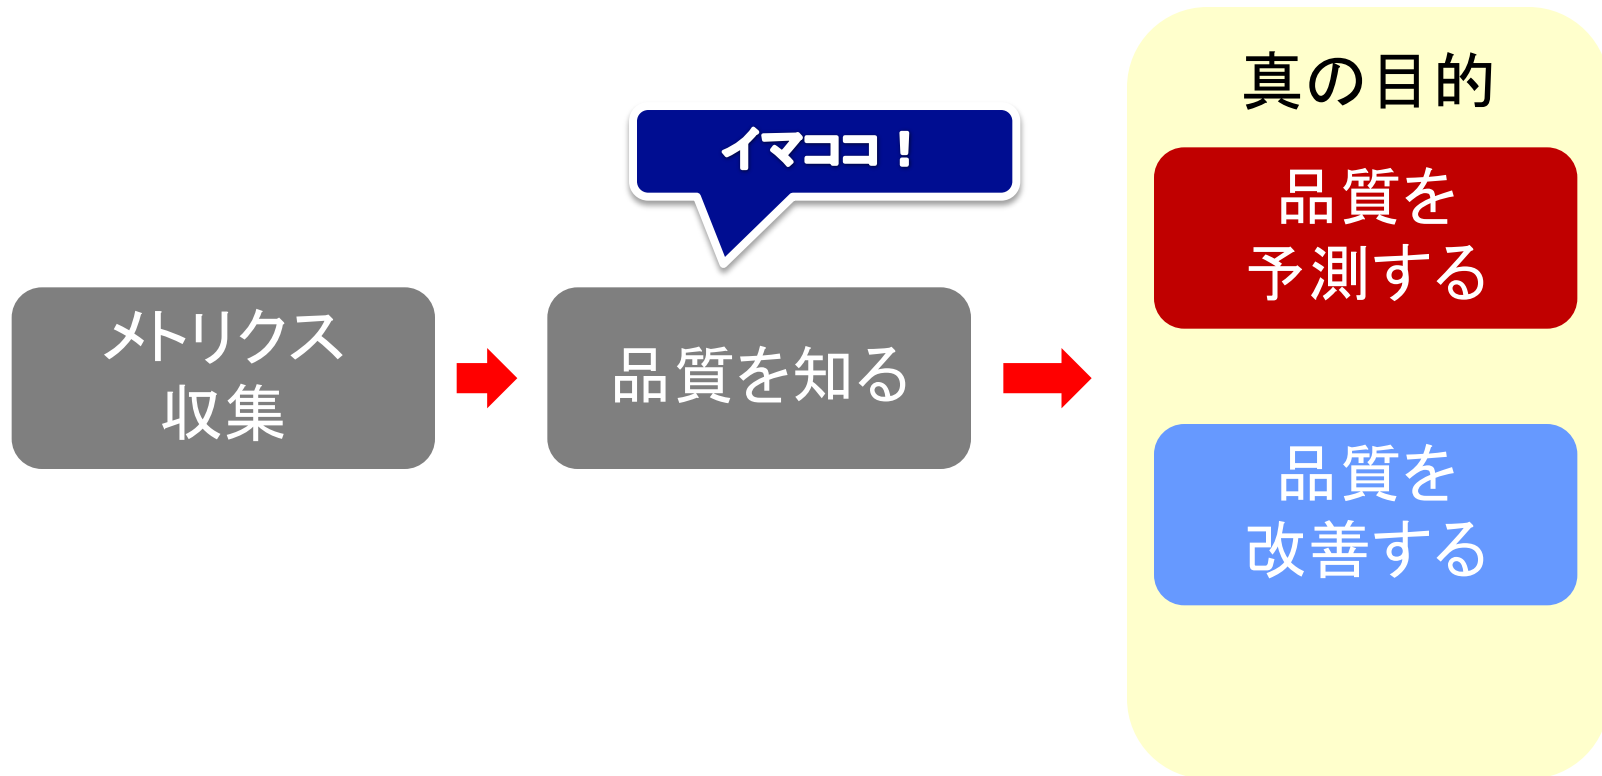 真の目的
イマココ！
メトリクス
収集
品質を知る
品質を
予測する
品質を
改善する